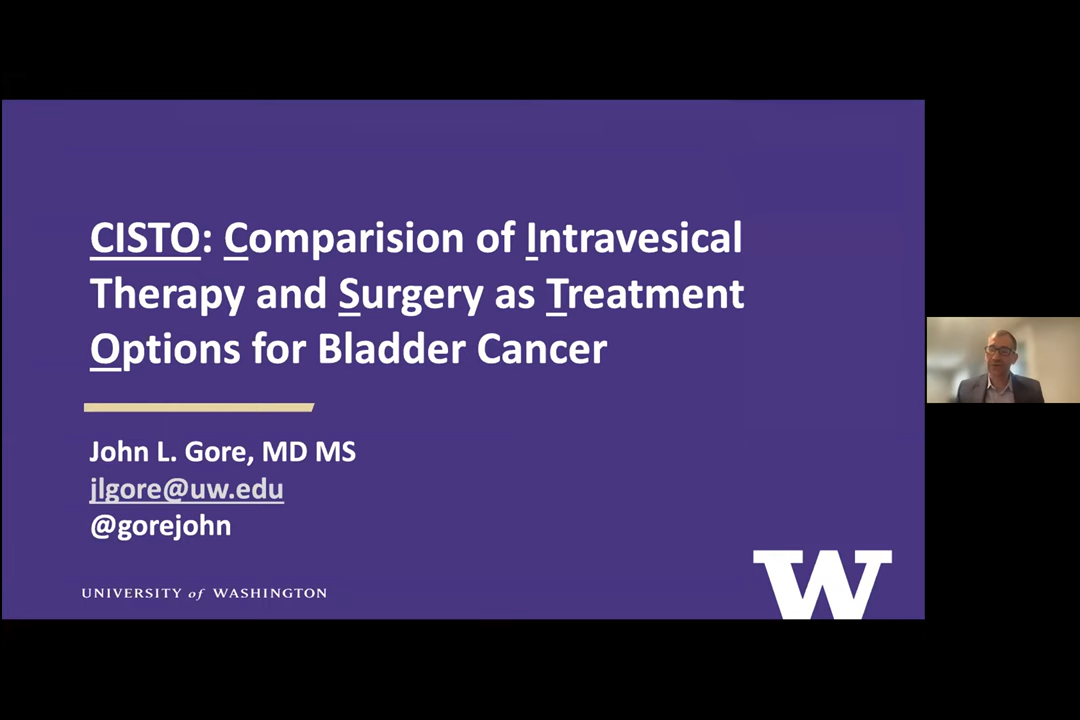 CISTO: Comparision of Intravesical
Therapy and Surgery as Treatment
Options for Bladder Cancer
John L. Gore, MD MS
jlgore@uw.edu
@gorejohn
UNIVERSITY of WASHINGTON
W